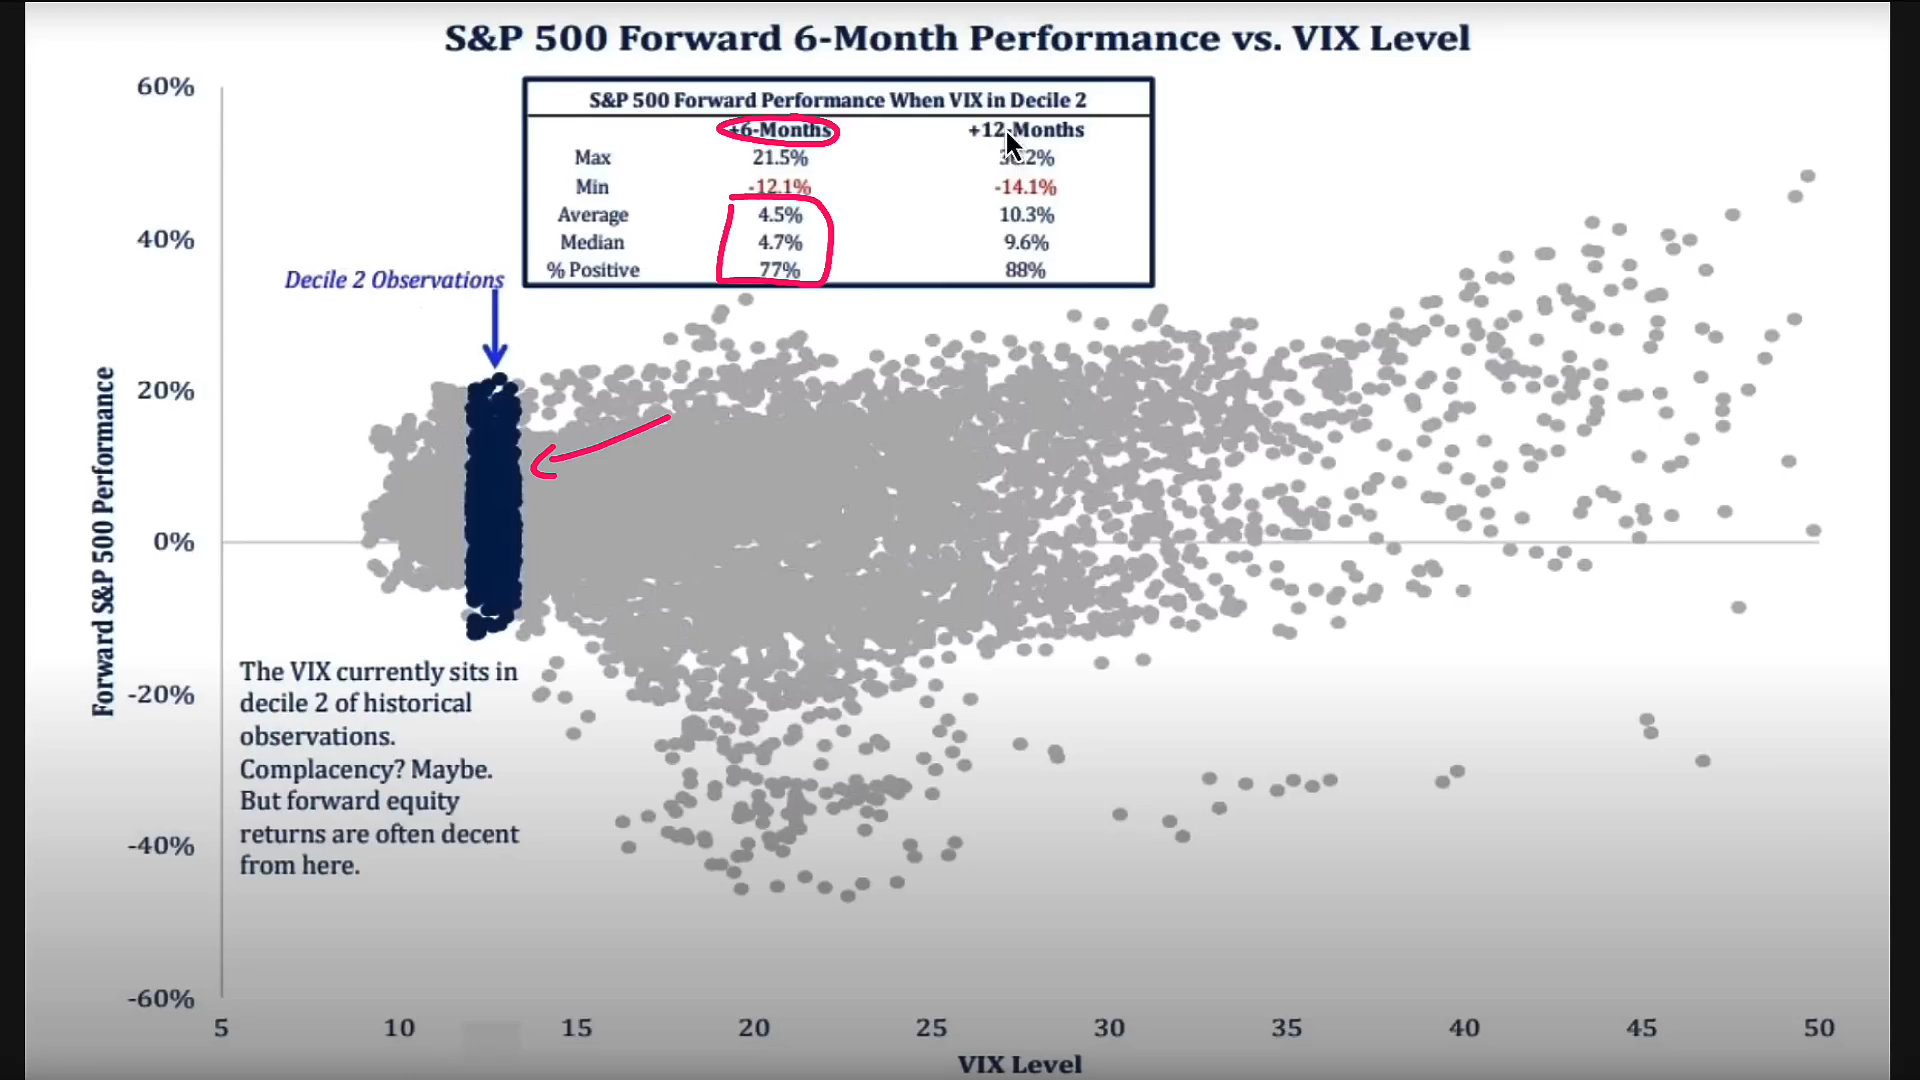 S&P 500 Forward 6-Month Performance vs. VIX Level
S&P 500 Forward Performance When VIX in Decile 2
+6-Months +12-Months
Max 21.5%
Min -12.1% -14.1%
Average 4.5% 10.3%
Median 4.7% 9.6%
% Positive 77% 88%
Decile 2 Observations
60%
40%
20%
0%
-20%
-40%
-60%
Forward S&P 500 Performance
The VIX currently sits in
decile 2 of historical
observations.
Complacency? Maybe.
But forward equity
returns are often decent
from here.
5 10 15 20 25 30 35 40 45 50
VIX Level